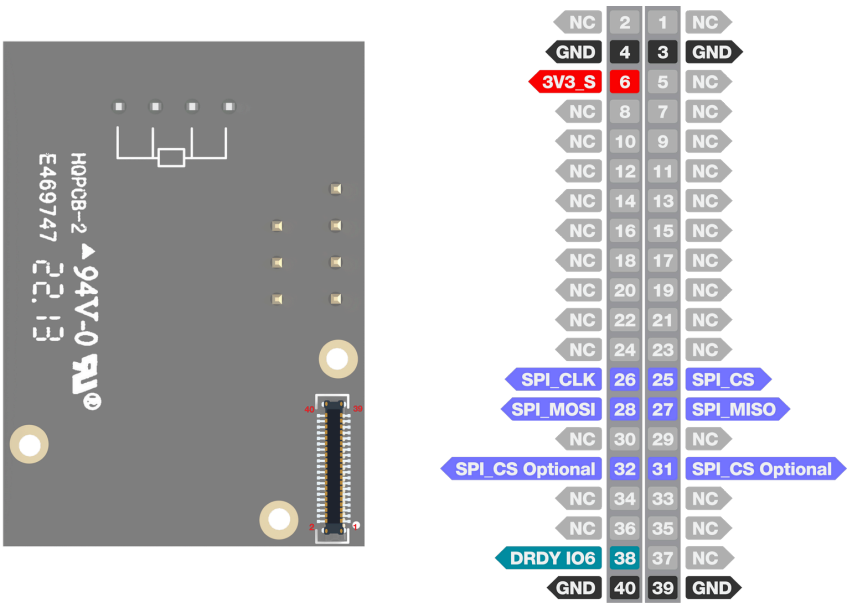 HQPCB-2 ▲ 94V-0
E469747 22.13
40 39
2 1
NC 2 1 NC
GND 4 3 GND
3V3_S 6 5 NC
NC 8 7 NC
NC 10 9 NC
NC 12 11 NC
NC 14 13 NC
NC 16 15 NC
NC 18 17 NC
NC 20 19 NC
NC 22 21 NC
NC 24 23 NC
SPI_CLK 26 25 SPI_CS
SPI_MOSI 28 27 SPI_MISO
NC 30 29 NC
SPI_CS Optional 32 31 SPI_CS Optional
NC 34 33 NC
NC 36 35 NC
DRDY IO6 38 37 NC
GND 40 39 GND